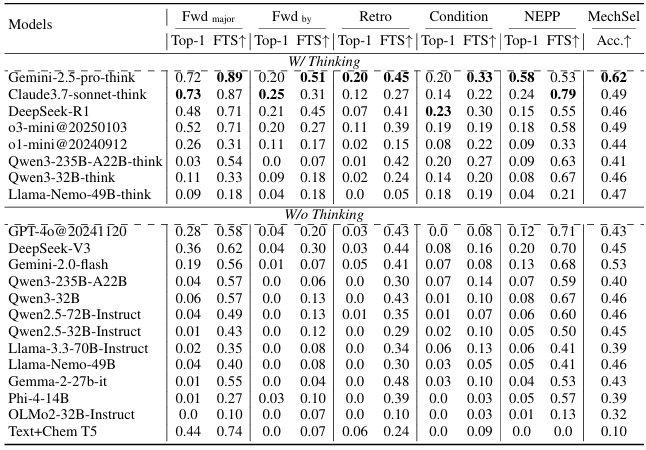 Models Fwd major Fwd by Retro Condition NEPP MechSel
Top-1 FTS↑ Top-1 FTS↑ Top-1 FTS↑ Top-1 FTS↑ Top-1 FTS↑ Acc.↑
W/ Thinking
Gemini-2.5-pro-think 0.72 0.89 0.20 0.51 0.20 0.45 0.20 0.33 0.58 0.53 0.62
Claude3.7-sonnet-think 0.73 0.87 0.25 0.31 0.12 0.27 0.14 0.22 0.24 0.79 0.49
DeepSeek-R1 0.48 0.71 0.21 0.45 0.07 0.41 0.23 0.30 0.15 0.55 0.46
o3-mini@20250103 0.52 0.71 0.20 0.27 0.11 0.39 0.19 0.19 0.18 0.58 0.49
o1-mini@20240912 0.26 0.31 0.11 0.17 0.02 0.15 0.08 0.22 0.09 0.33 0.44
Qwen3-235B-A22B-think 0.03 0.54 0.0 0.07 0.01 0.42 0.20 0.27 0.09 0.63 0.41
Qwen3-32B-think 0.11 0.33 0.09 0.18 0.02 0.24 0.14 0.20 0.08 0.67 0.46
Llama-Nemo-49B-think 0.09 0.18 0.04 0.18 0.0 0.05 0.18 0.19 0.04 0.21 0.47
W/o Thinking
GPT-4o@20241120 0.28 0.58 0.04 0.20 0.03 0.43 0.0 0.08 0.12 0.71 0.43
DeepSeek-V3 0.36 0.62 0.04 0.30 0.03 0.44 0.08 0.16 0.20 0.70 0.45
Gemini-2.0-flash 0.19 0.56 0.01 0.07 0.05 0.41 0.07 0.08 0.13 0.68 0.53
Qwen3-235B-A22B 0.04 0.57 0.0 0.06 0.0 0.30 0.07 0.14 0.07 0.59 0.40
Qwen3-32B 0.06 0.57 0.0 0.13 0.0 0.43 0.01 0.10 0.08 0.67 0.46
Qwen2.5-72B-Instruct 0.04 0.49 0.0 0.13 0.01 0.35 0.01 0.07 0.06 0.60 0.46
Qwen2.5-32B-Instruct 0.01 0.43 0.0 0.12 0.0 0.29 0.02 0.10 0.05 0.50 0.45
Llama-3.3-70B-Instruct 0.02 0.35 0.0 0.08 0.0 0.34 0.06 0.13 0.06 0.41 0.39
Llama-Nemo-49B 0.04 0.40 0.0 0.08 0.0 0.30 0.03 0.05 0.05 0.41 0.46
Gemma-2-27b-it 0.01 0.55 0.0 0.04 0.0 0.48 0.03 0.10 0.04 0.53 0.43
Phi-4-14B 0.01 0.27 0.03 0.10 0.0 0.39 0.0 0.03 0.05 0.57 0.39
OLMo2-32B-Instruct 0.0 0.10 0.0 0.07 0.0 0.10 0.0 0.03 0.01 0.13 0.32
Text+Chem T5 0.44 0.74 0.0 0.07 0.06 0.24 0.0 0.09 0.0 0.0 0.10